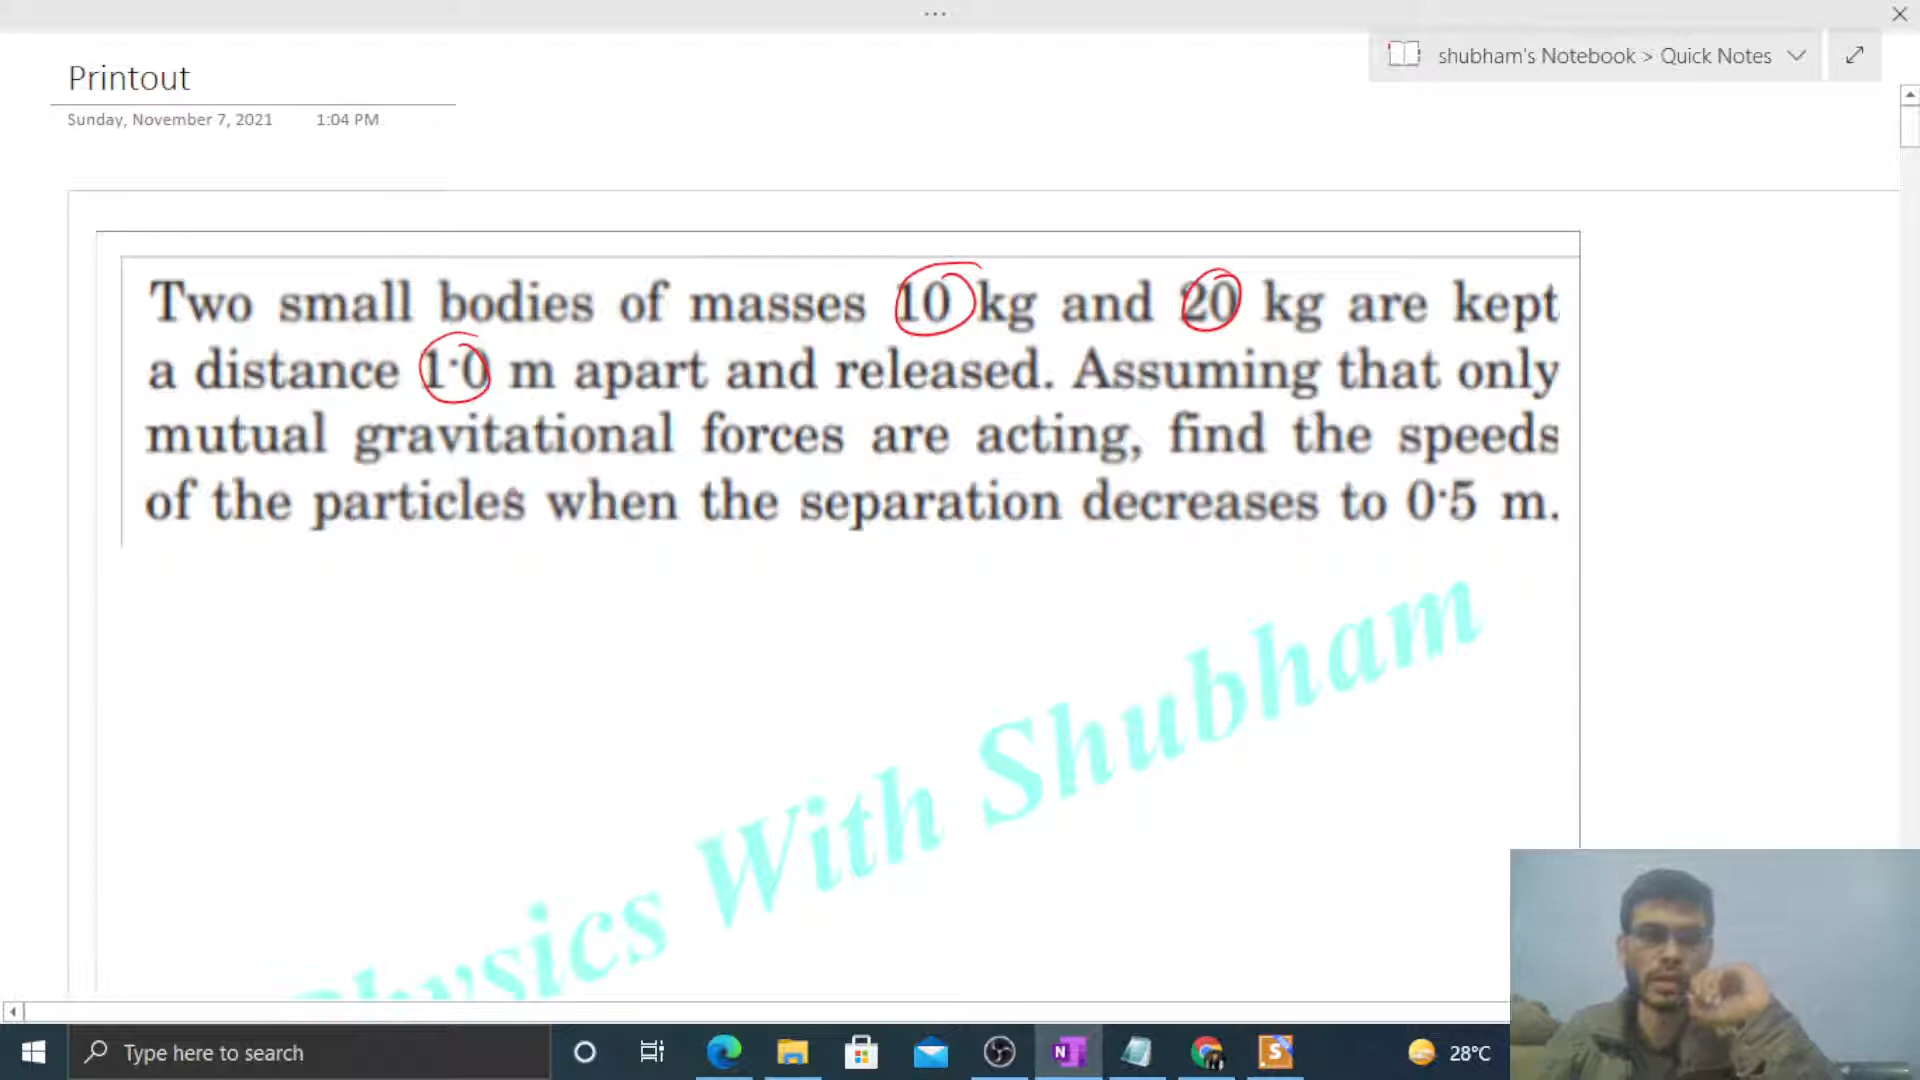 ...
shubham's Notebook > Quick Notes
Printout
Sunday, November 7, 2021 1:04 PM
Two small bodies of masses 10 kg and 20 kg are kept
a distance 1·0 m apart and released. Assuming that only
mutual gravitational forces are acting, find the speeds
of the particles when the separation decreases to 0·5 m.
Physics With Shubham
Type here to search
28°C